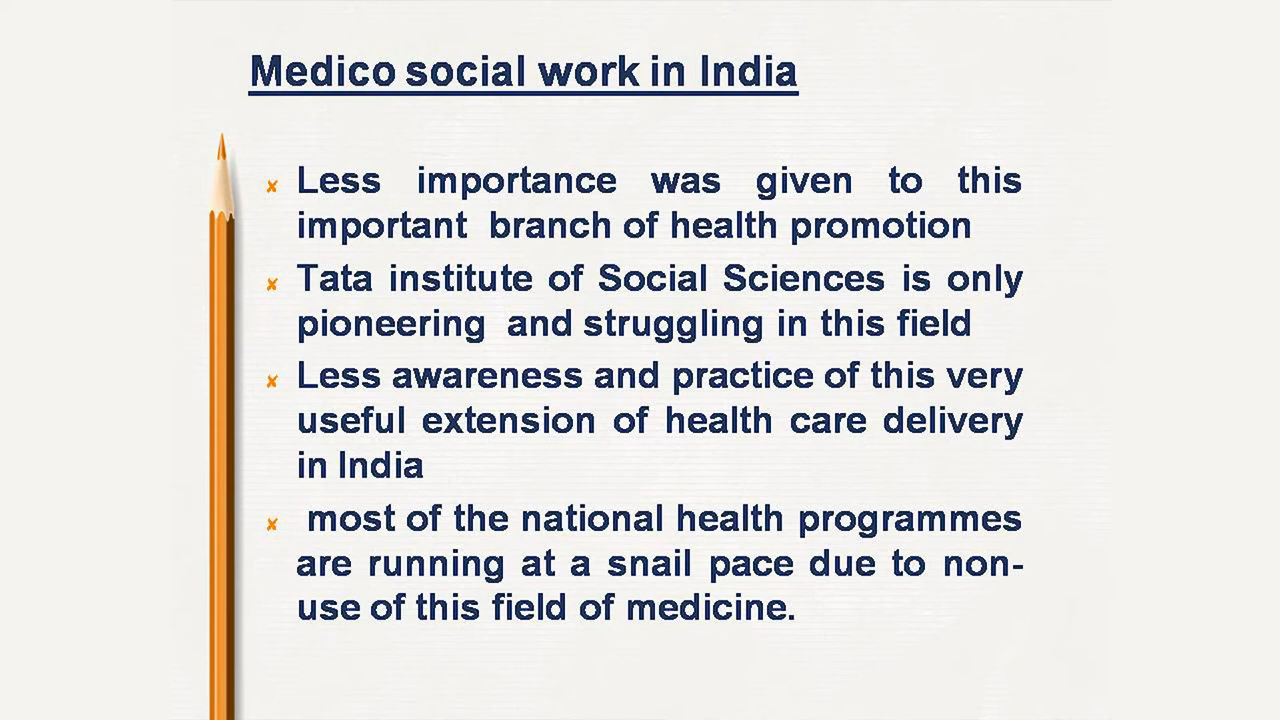 Medico social work in India
Less importance was given to this
important branch of health promotion
Tata institute of Social Sciences is only
pioneering and struggling in this field
Less awareness and practice of this very
useful extension of health care delivery
in India
most of the national health programmes
are running at a snail pace due to non-
use of this field of medicine.